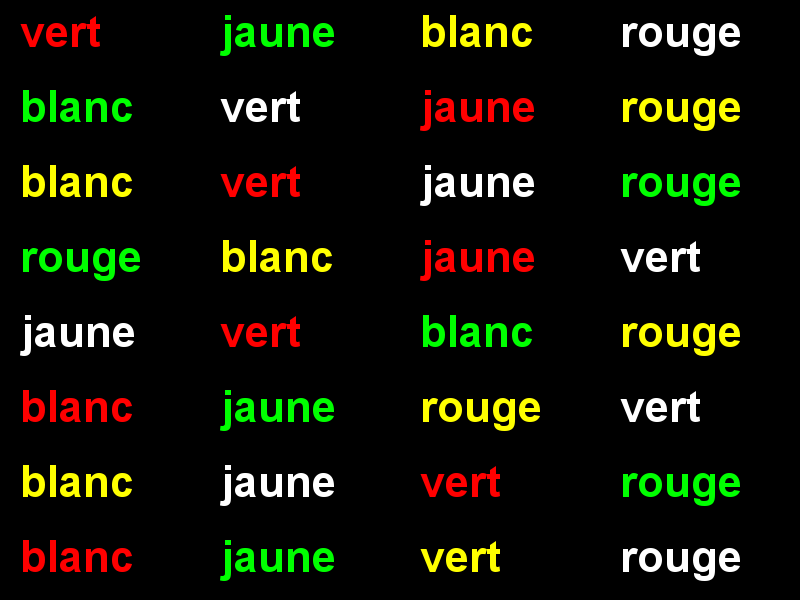 vert jaune blanc rouge
blanc vert jaune rouge
blanc vert jaune rouge
rouge blanc jaune vert
jaune vert blanc rouge
blanc jaune rouge vert
blanc jaune vert rouge
blanc jaune vert rouge